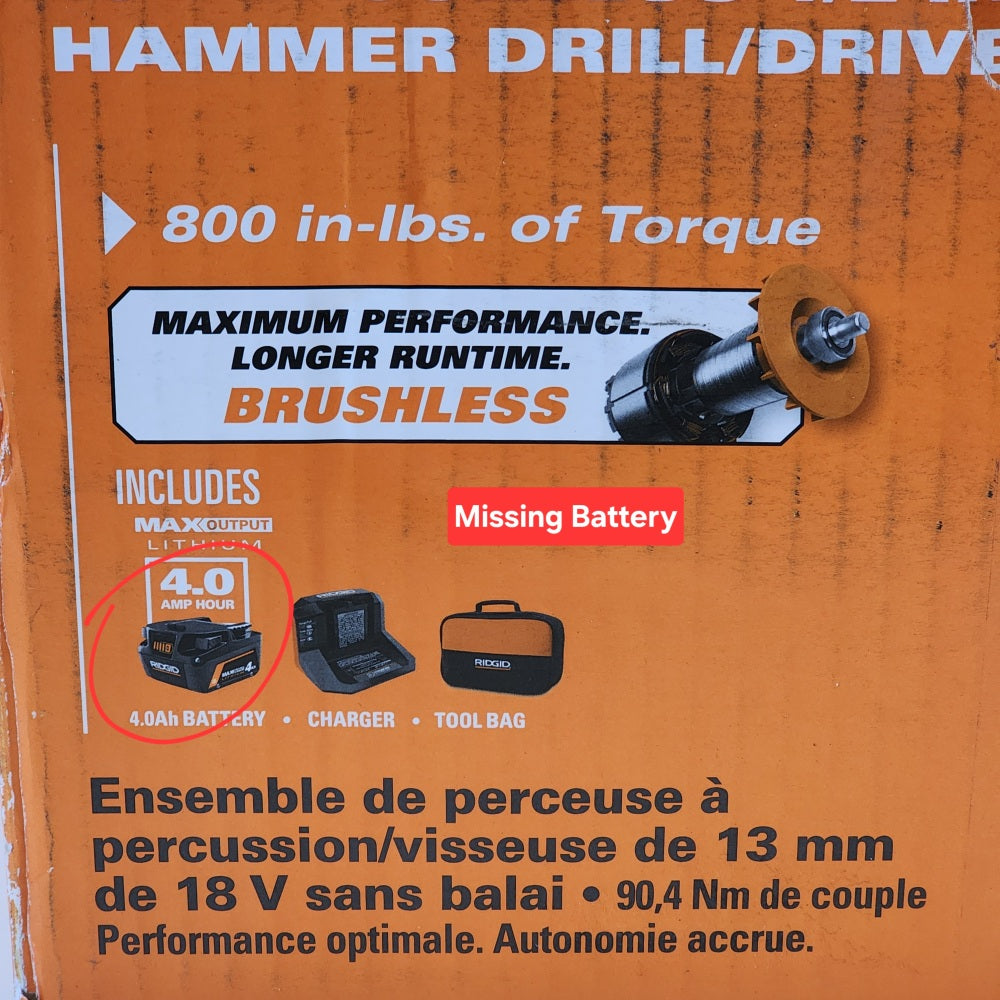 HAMMER DRILL/DRIVE
800 in-lbs. of Torque
MAXIMUM PERFORMANCE.
LONGER RUNTIME.
BRUSHLESS
INCLUDES
MAX OUTPUT
LITHIUM
Missing Battery
4.0
AMP HOUR
RIDGID
4
RIDGID
4.0Ah BATTERY • CHARGER • TOOL BAG
Ensemble de perceuse à
percussion/visseuse de 13 mm
de 18 V sans balai • 90,4 Nm de couple
Performance optimale. Autonomie accrue.